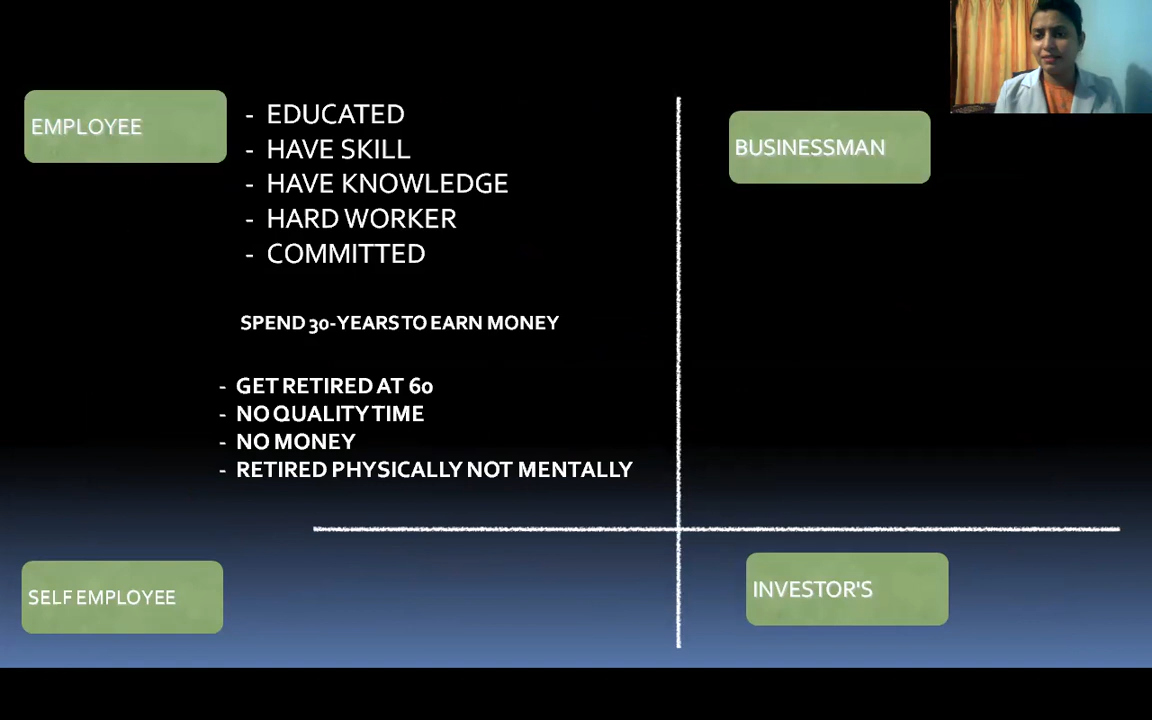 EMPLOYEE
- EDUCATED
- HAVE SKILL
- HAVE KNOWLEDGE
- HARD WORKER
- COMMITTED
SPEND 30-YEARS TO EARN MONEY
- GET RETIRED AT 60
- NO QUALITY TIME
- NO MONEY
- RETIRED PHYSICALLY NOT MENTALLY
BUSINESSMAN
SELF EMPLOYEE
INVESTOR'S